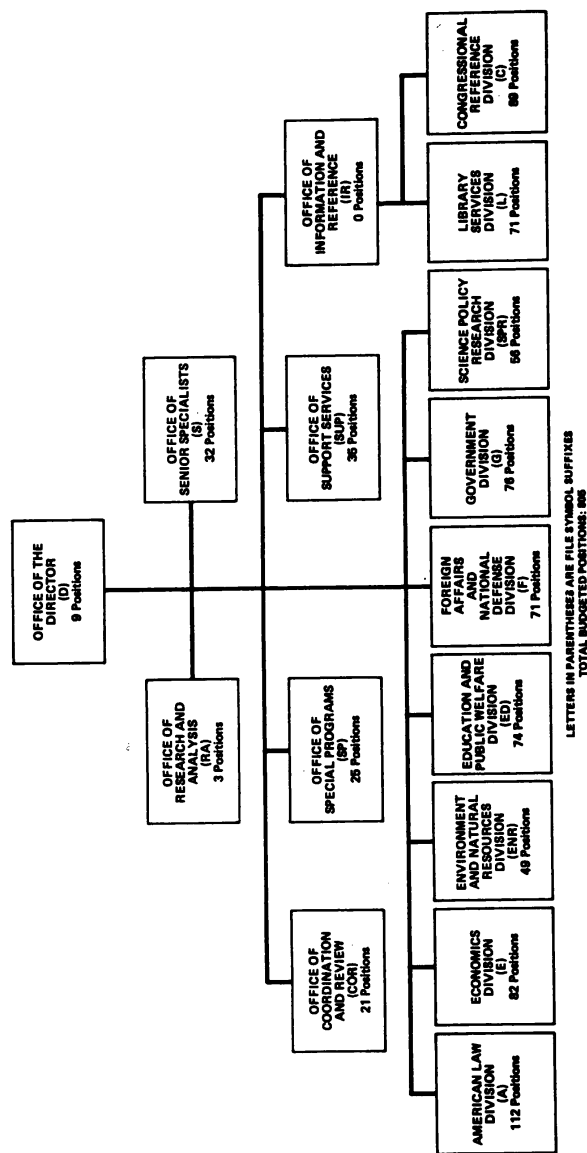 OFFICE OF THE
DIRECTOR
(D)
9 Positions
OFFICE OF
RESEARCH AND
ANALYSIS
(RA)
3 Positions
OFFICE OF
SENIOR SPECIALISTS
(S)
32 Positions
OFFICE OF
COORDINATION
AND REVIEW
(COR)
21 Positions
OFFICE OF
SPECIAL PROGRAMS
(SP)
25 Positions
OFFICE OF
SUPPORT SERVICES
(SUP)
35 Positions
OFFICE OF
INFORMATION AND
REFERENCE
(IR)
0 Positions
AMERICAN LAW
DIVISION
(A)
112 Positions
ECONOMICS
DIVISION
(E)
82 Positions
ENVIRONMENT
AND NATURAL
RESOURCES
DIVISION
(ENR)
49 Positions
EDUCATION AND
PUBLIC WELFARE
DIVISION
(ED)
74 Positions
FOREIGN
AFFAIRS
AND
NATIONAL
DEFENSE
DIVISION
(F)
71 Positions
GOVERNMENT
DIVISION
(G)
76 Positions
SCIENCE POLICY
RESEARCH
DIVISION
(SPR)
56 Positions
LIBRARY
SERVICES
DIVISION
(L)
71 Positions
CONGRESSIONAL
REFERENCE
DIVISION
(C)
89 Positions
LETTERS IN PARENTHESES ARE FILE SYMBOL SUFFIXES
TOTAL BUDGETED POSITIONS: 805